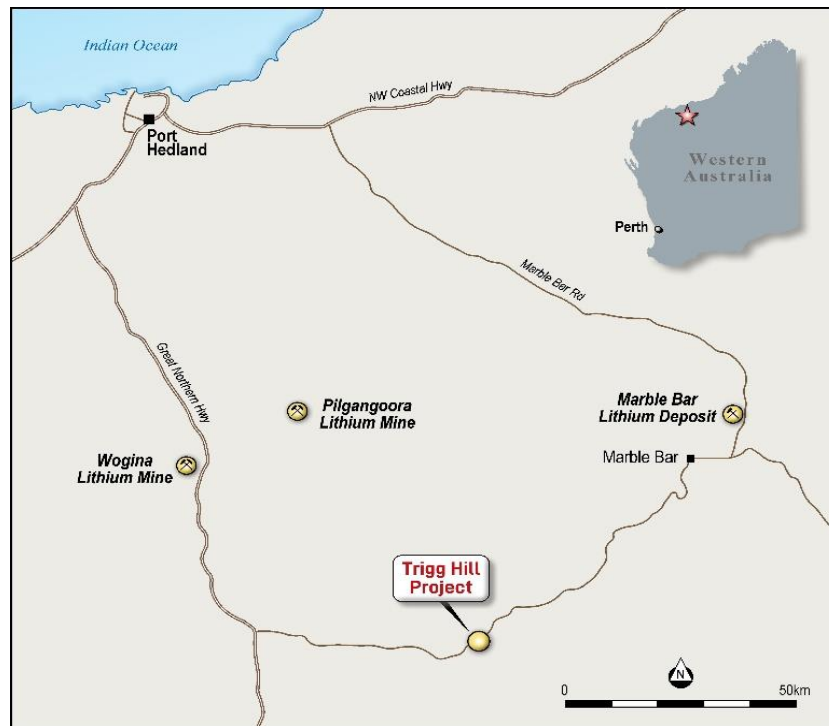 Indian Ocean
NW Coastal Hwy
Port
Hedland
Western
Australia
Perth
Marble Bar Rd
Great Northern Hwy
Pilgangoora
Lithium Mine
Marble Bar
Lithium Deposit
Wogina
Lithium Mine
Marble Bar
Trigg Hill
Project
N
0 50km